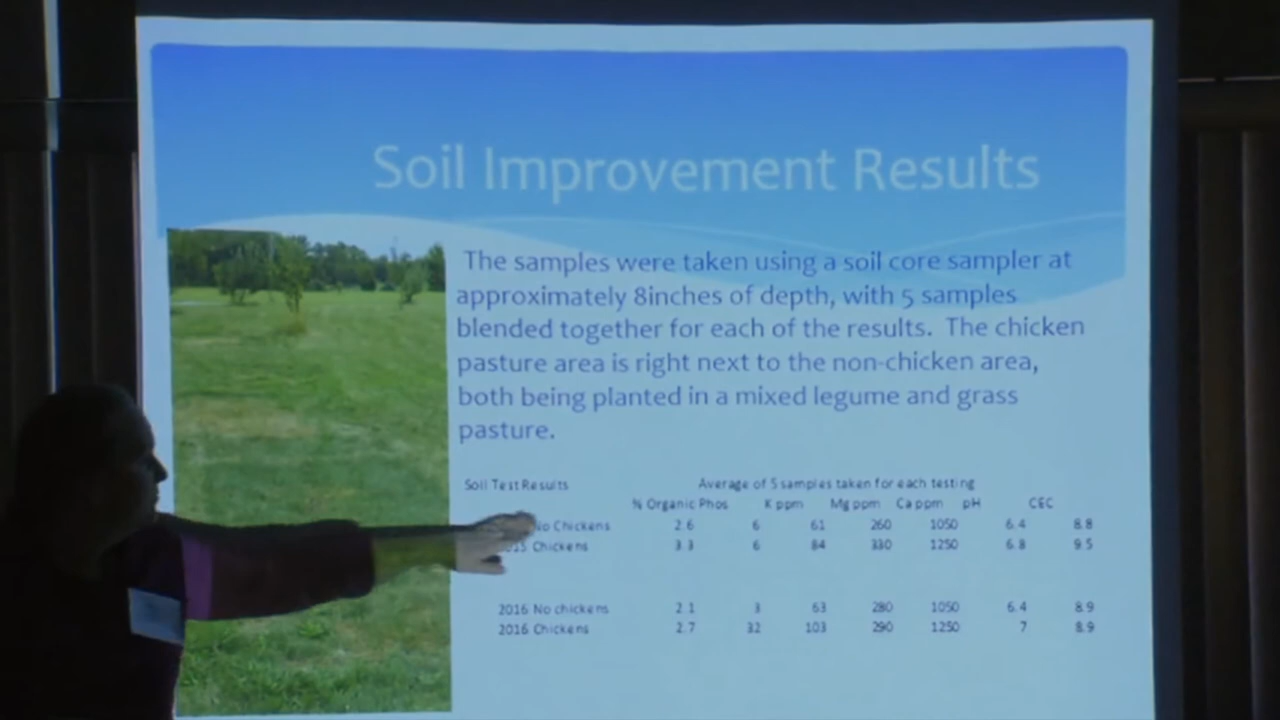 Soil Improvement Results
The samples were taken using a soil core sampler at
approximately 8inches of depth, with 5 samples
blended together for each of the results.  The chicken
pasture area is right next to the non-chicken area,
both being planted in a mixed legume and grass
pasture.
Soil Test Results Average of 5 samples taken for each testing
% Organic Phos K ppm Mg ppm Ca ppm pH CEC
No Chickens 2.6 6 61 260 1050 6.4 8.8
Chickens 3.3 6 84 330 1250 6.8 9.5
2016 No chickens 2.1 3 63 280 1050 6.4 8.9
2016 Chickens 2.7 32 103 290 1250 7 8.9